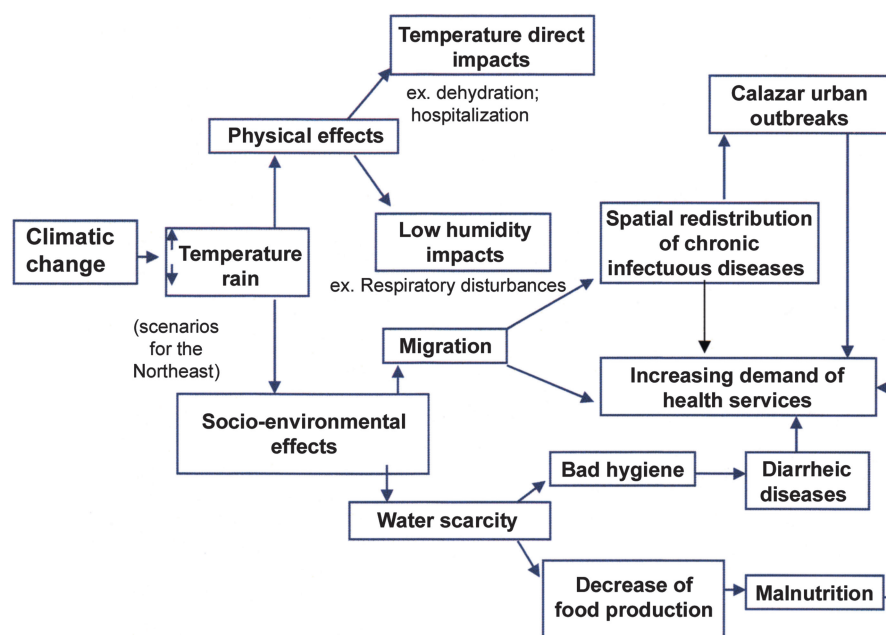 Temperature direct
impacts
ex. dehydration;
hospitalization
Physical effects
Calazar urban
outbreaks
Climatic
change
Temperature
rain
Low humidity
impacts
ex. Respiratory disturbances
Spatial redistribution
of chronic
infectuous diseases
(scenarios
for the
Northeast)
Migration
Increasing demand of
health services
Socio-environmental
effects
Bad hygiene
Diarrheic
diseases
Water scarcity
Decrease of
food production
Malnutrition